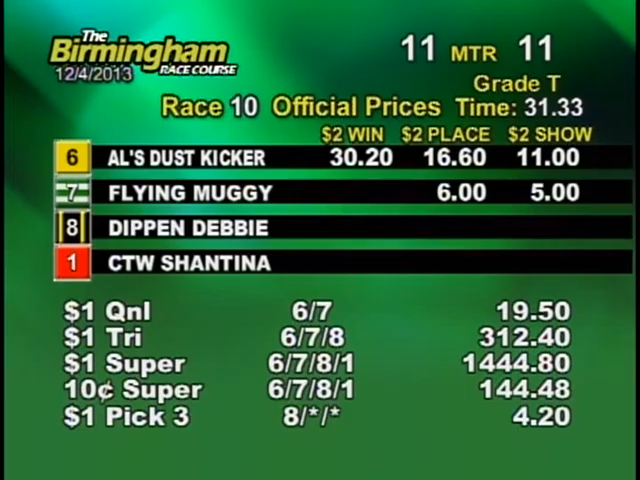 The
Birmingham
RACE COURSE
12/4/2013
11 MTR 11
Grade T
Race 10 Official Prices Time: 31.33
$2 WIN $2 PLACE $2 SHOW
6 AL'S DUST KICKER 30.20 16.60 11.00
7 FLYING MUGGY 6.00 5.00
8 DIPPEN DEBBIE
1 CTW SHANTINA
$1 Qnl 6/7 19.50
$1 Tri 6/7/8 312.40
$1 Super 6/7/8/1 1444.80
10¢ Super 6/7/8/1 144.48
$1 Pick 3 8/*/* 4.20